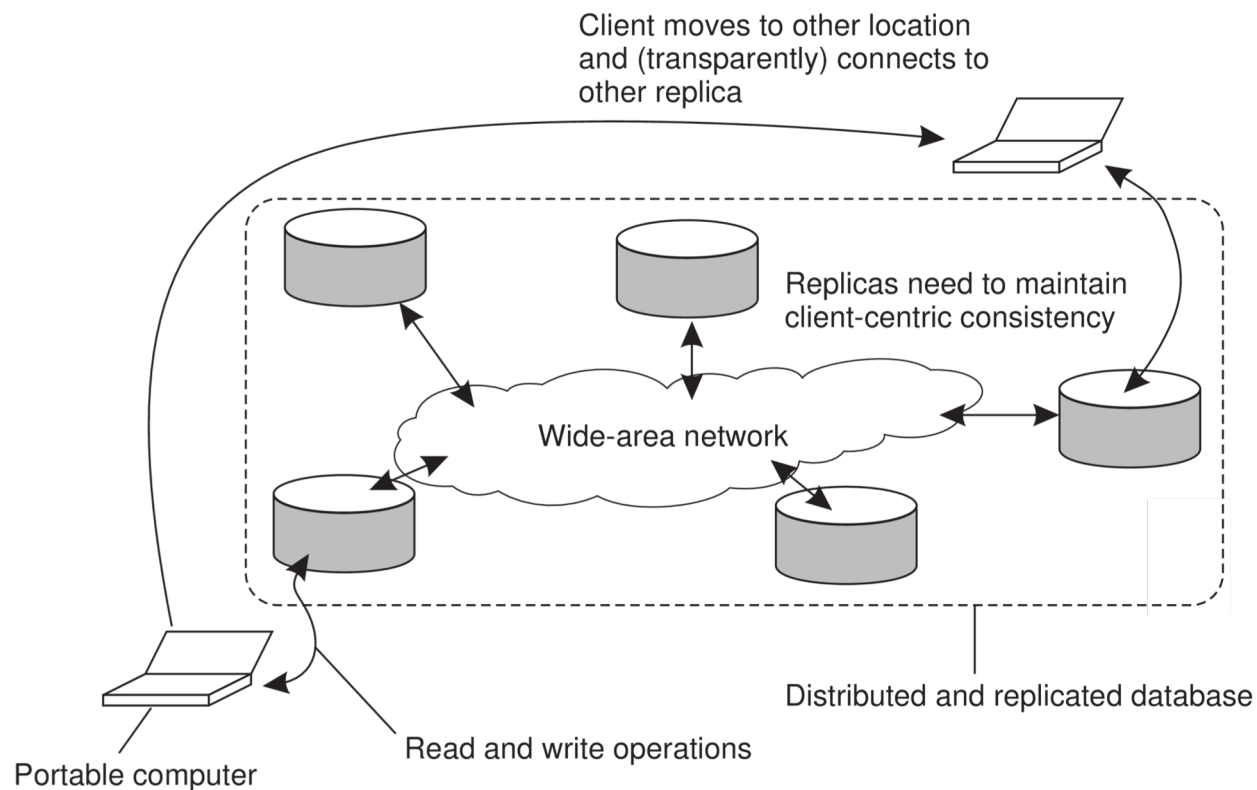 Client moves to other location
and (transparently) connects to
other replica
Replicas need to maintain
client-centric consistency
Wide-area network
Distributed and replicated database
Read and write operations
Portable computer